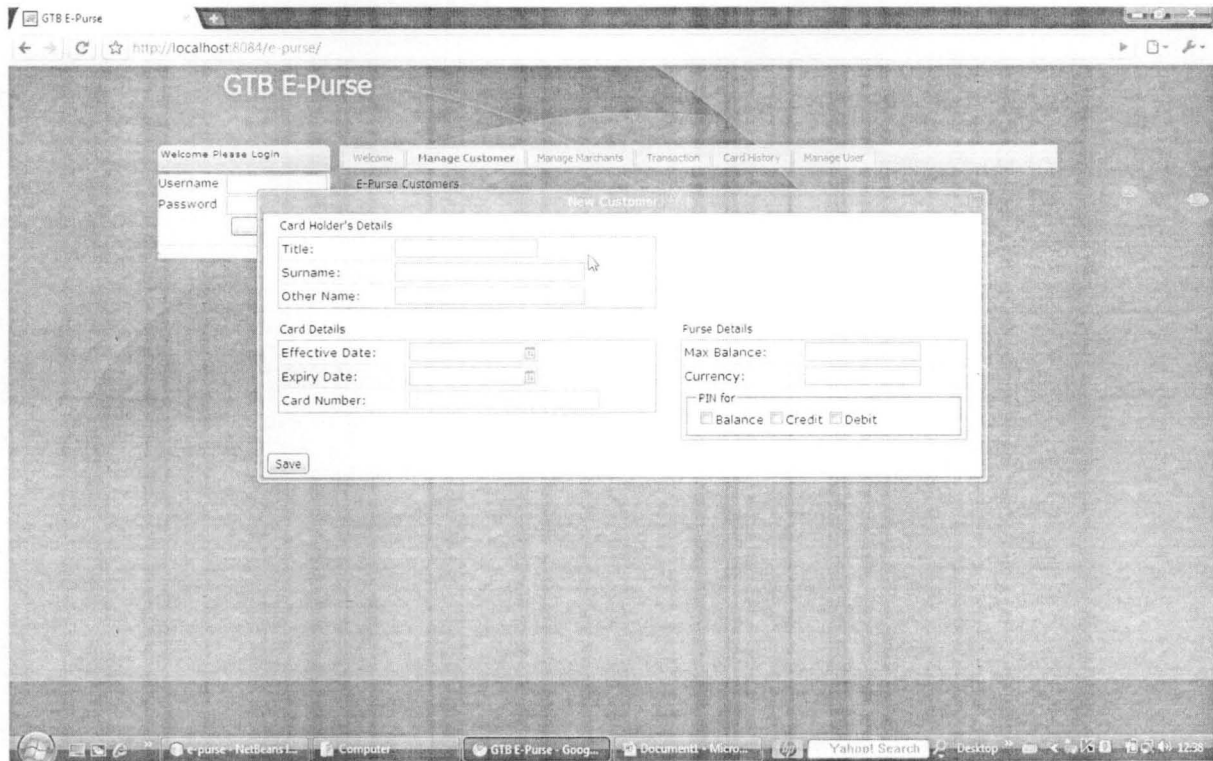 GTB E-Purse
http://localhost:8084/e-purse/
GTB E-Purse
Welcome Please Login
Welcome Manage Customer Manage Marchants Transaction Card History Manage User
Username
Password
E-Purse Customers
New Customer
Card Holder's Details
Title:
Surname:
Other Name:
Card Details
Effective Date:
Expiry Date:
Card Number:
Purse Details
Max Balance:
Currency:
PIN for
Balance Credit Debit
Save
e-purse - NetBeans I... Computer GTB E-Purse - Goog... Document1 - Micro... hp Yahoo! Search Desktop 12:38